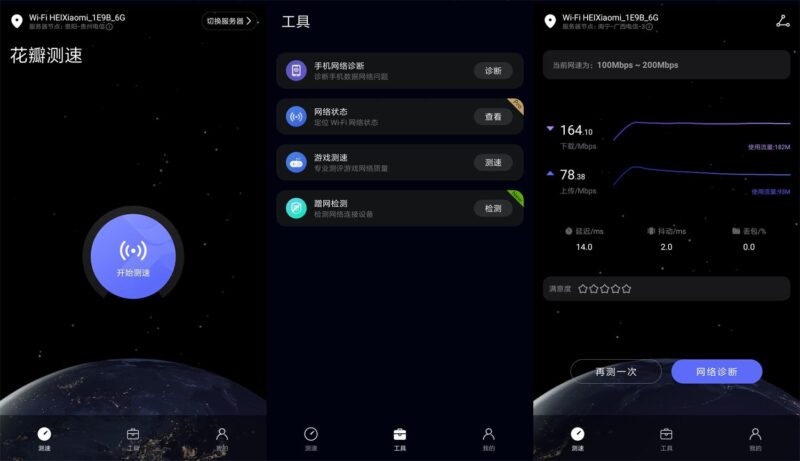 Wi-Fi HEIXiaomi_1E9B_6G
服务器节点: 贵阳-贵州电信
切换服务器
花瓣测速
开始测速
测速
工具
我的
工具
手机网络诊断
诊断手机数据网络问题
诊断
网络状态
定位 Wi-Fi 网络状态
查看
游戏测速
专业测评游戏网络质量
测速
蹭网检测
检测网络连接设备
检测
测速
工具
我的
Wi-Fi HEIXiaomi_1E9B_6G
服务器节点: 南宁-广西电信-3
当前网速为: 100Mbps ~ 200Mbps
164.10
下载/Mbps
使用流量:182M
78.38
上传/Mbps
使用流量:93M
延迟/ms
抖动/ms
丢包/%
14.0
2.0
0.0
满意度
再测一次
网络诊断
测速
工具
我的